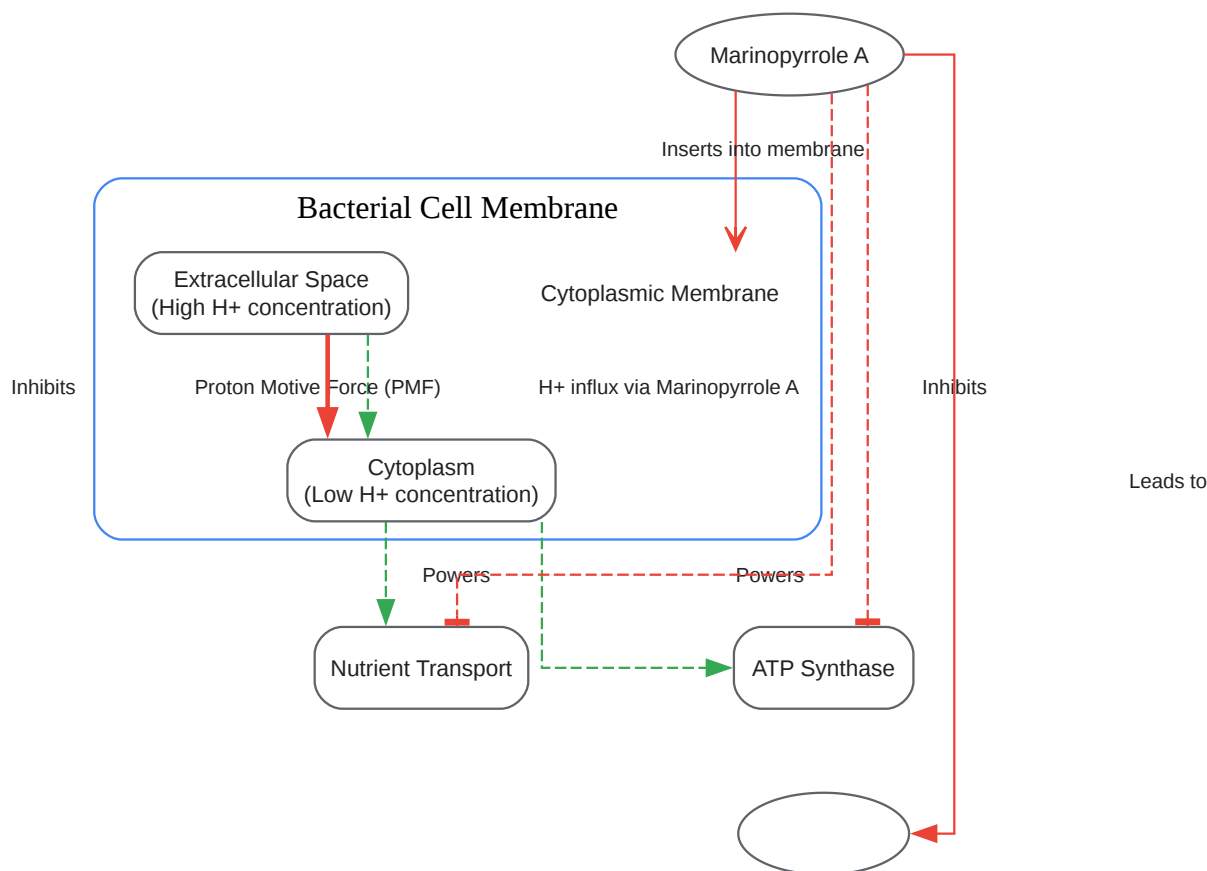 Marinopyrrole A
Inserts into membrane
Bacterial Cell Membrane
Extracellular Space
(High H+ concentration)
Cytoplasmic Membrane
Inhibits
Proton Motive Force (PMF)
H+ influx via Marinopyrrole A
Inhibits
Cytoplasm
(Low H+ concentration)
Leads to
Powers
Powers
Nutrient Transport
ATP Synthase